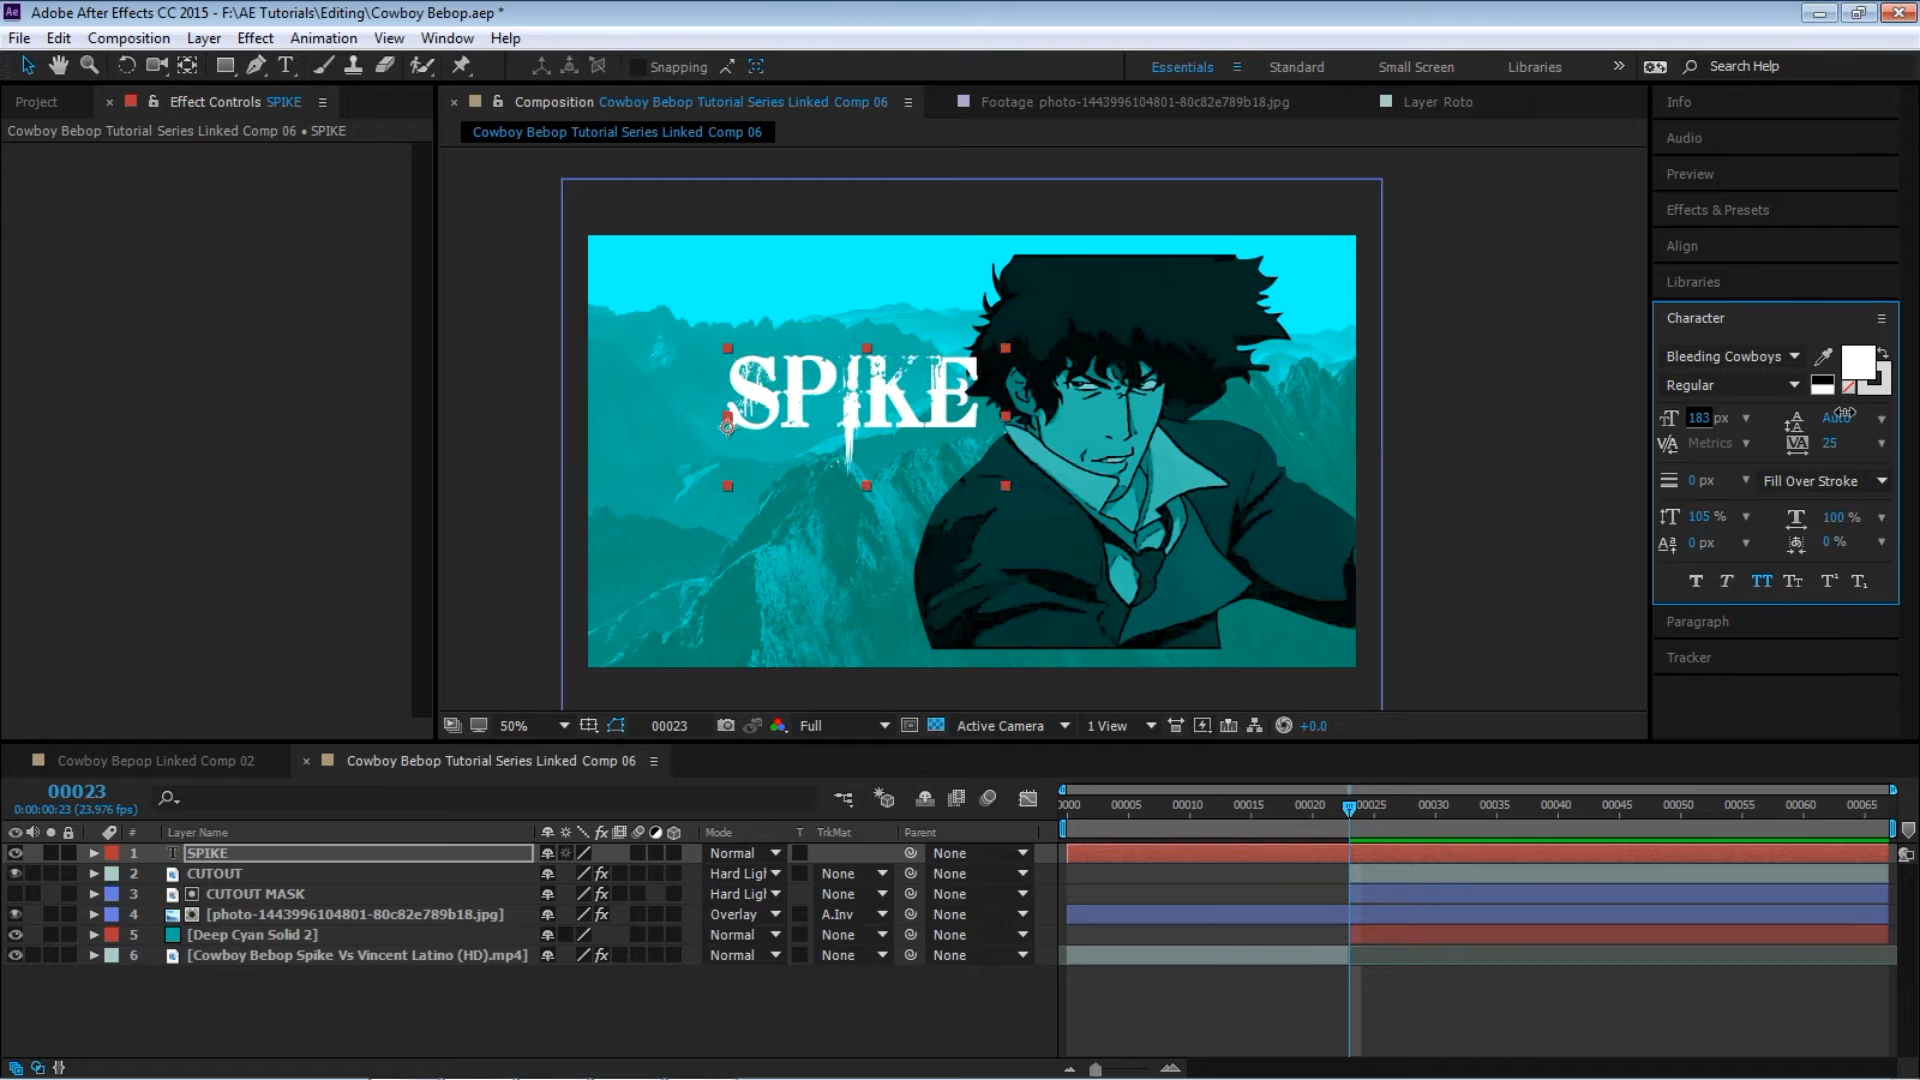 Ae Adobe After Effects CC 2015 - F:\AE Tutorials\Editing\Cowboy Bebop.aep *
File Edit Composition Layer Effect Animation View Window Help
Snapping Essentials Standard Small Screen Libraries Search Help
Project Effect Controls SPIKE Composition Cowboy Bebop Tutorial Series Linked Comp 06 Footage photo-1443996104801-80c82e789b18.jpg Layer Roto
Cowboy Bebop Tutorial Series Linked Comp 06 • SPIKE
Cowboy Bebop Tutorial Series Linked Comp 06
SPIKE
50% 00023 Full Active Camera 1 View +0.0
Info
Audio
Preview
Effects & Presets
Align
Libraries
Character
Bleeding Cowboys
Regular
183 px Auto
Metrics 25
0 px Fill Over Stroke
105 % 100 %
0 px 0 %
T T TT Tt T¹ T₁
Paragraph
Tracker
Cowboy Bepop Linked Comp 02 Cowboy Bebop Tutorial Series Linked Comp 06
00023
0:00:00:23 (23.976 fps)
0000 00005 00010 00015 00020 00025 00030 00035 00040 00045 00050 00055 00060 00065
# Layer Name Mode T TrkMat Parent
1 SPIKE Normal None
2 CUTOUT Hard Ligh None None
3 CUTOUT MASK Hard Ligh None None
4 [photo-1443996104801-80c82e789b18.jpg] Overlay A.Inv None
5 [Deep Cyan Solid 2] Normal None None
6 [Cowboy Bebop Spike Vs Vincent Latino (HD).mp4] Normal None None